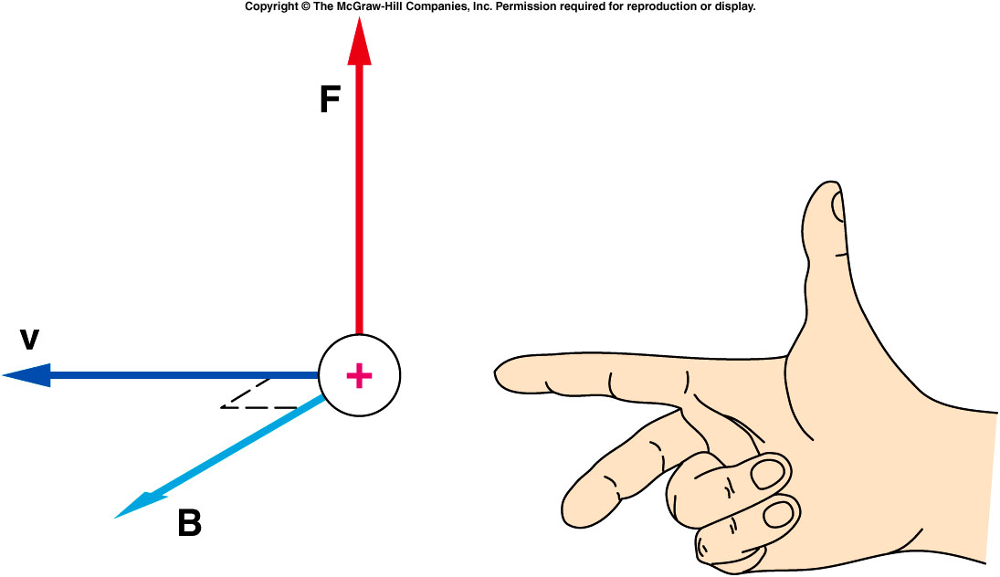 Copyright © The McGraw-Hill Companies, Inc. Permission required for reproduction or display.
F
v
+
B